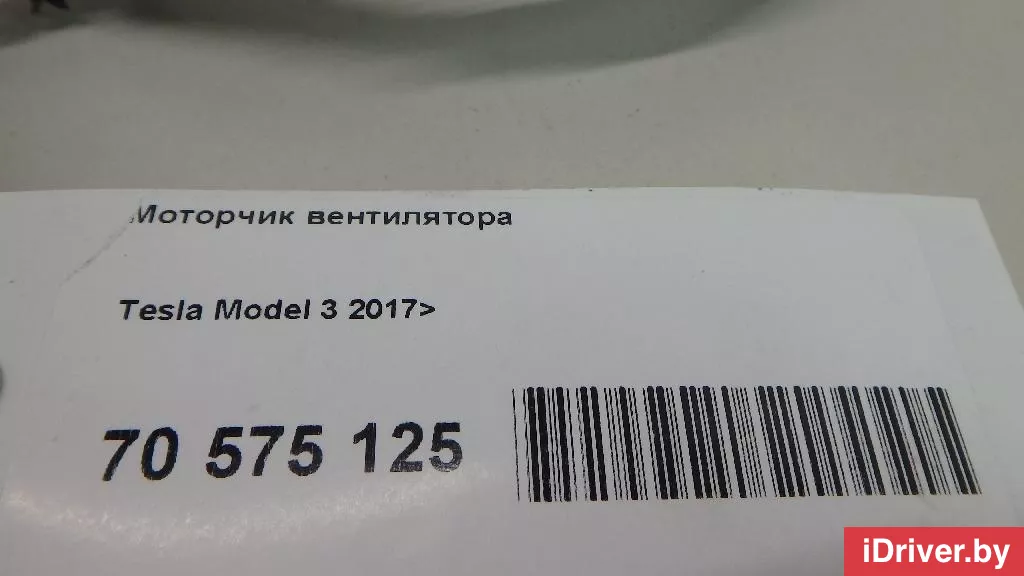 Моторчик вентилятора
Tesla Model 3 2017>
70 575 125
iDriver.by